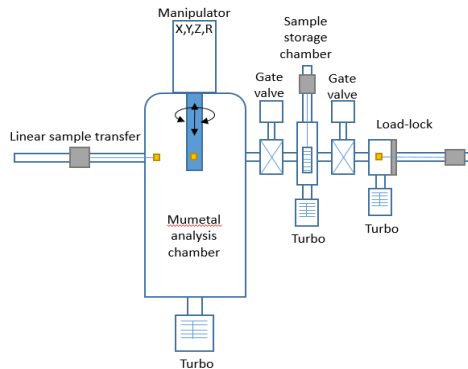 Manipulator
X,Y,Z,R
Sample
storage
chamber
Gate
valve
Gate
valve
Load-lock
Linear sample transfer
Mumetal
analysis
chamber
Turbo
Turbo
Turbo